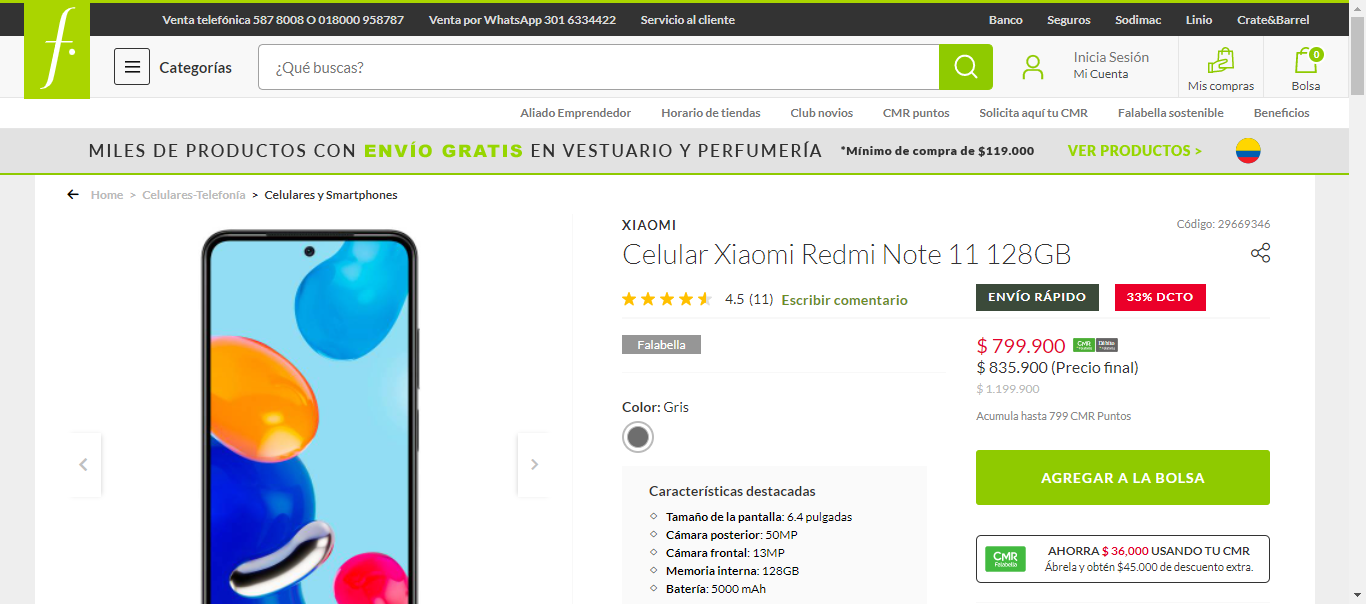 Venta telefónica 587 8008 O 018000 958787 Venta por WhatsApp 301 6334422 Servicio al cliente Banco Seguros Sodimac Linio Crate&Barrel
f.
Categorías ¿Qué buscas? Inicia Sesión
Mi Cuenta
Mis compras
0
Bolsa
Aliado Emprendedor Horario de tiendas Club novios CMR puntos Solicita aquí tu CMR Falabella sostenible Beneficios
MILES DE PRODUCTOS CON ENVÍO GRATIS EN VESTUARIO Y PERFUMERÍA *Mínimo de compra de $119.000 VER PRODUCTOS >
Home > Celulares-Telefonía > Celulares y Smartphones
XIAOMI
Código: 29669346
Celular Xiaomi Redmi Note 11 128GB
4.5 (11) Escribir comentario
ENVÍO RÁPIDO 33% DCTO
Falabella
$ 799.900 CMR
$ 835.900 (Precio final)
$ 1.199.900
Acumula hasta 799 CMR Puntos
Color: Gris
AGREGAR A LA BOLSA
Características destacadas
Tamaño de la pantalla: 6.4 pulgadas
Cámara posterior: 50MP
Cámara frontal: 13MP
Memoria interna: 128GB
Batería: 5000 mAh
CMR
Falabella
AHORRA $ 36,000 USANDO TU CMR
Ábrela y obtén $45.000 de descuento extra.